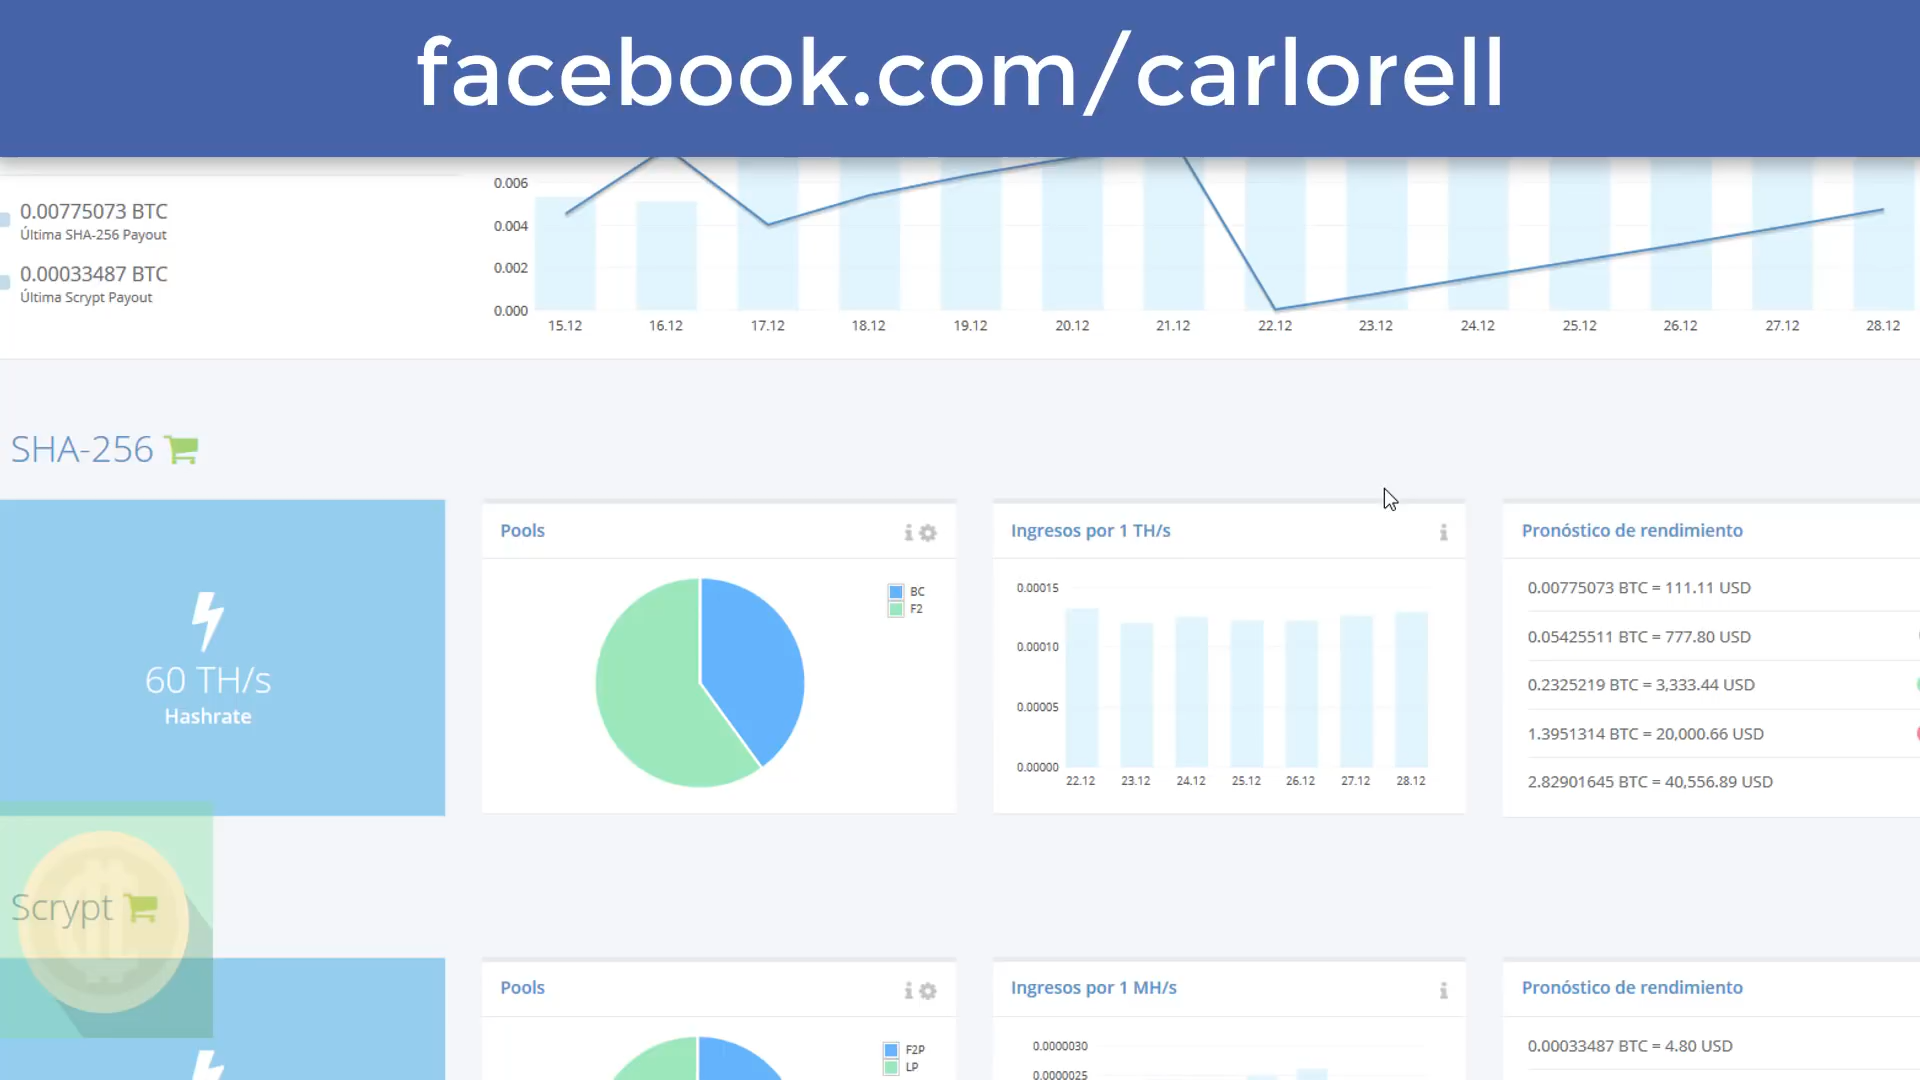 facebook.com/carlorell
0.00775073 BTC
Última SHA-256 Payout
0.00033487 BTC
Última Scrypt Payout
0.006
0.004
0.002
0.000
15.12 16.12 17.12 18.12 19.12 20.12 21.12 22.12 23.12 24.12 25.12 26.12 27.12 28.12
SHA-256
60 TH/s
Hashrate
Pools
BC
F2
Ingresos por 1 TH/s
0.00015
0.00010
0.00005
0.00000
22.12 23.12 24.12 25.12 26.12 27.12 28.12
Pronóstico de rendimiento
0.00775073 BTC = 111.11 USD
0.05425511 BTC = 777.80 USD
0.2325219 BTC = 3,333.44 USD
1.3951314 BTC = 20,000.66 USD
2.82901645 BTC = 40,556.89 USD
Scrypt
Pools
F2P
LP
Ingresos por 1 MH/s
0.0000030
0.0000025
Pronóstico de rendimiento
0.00033487 BTC = 4.80 USD